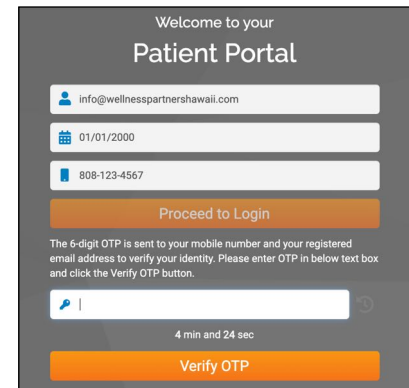 Welcome to your
Patient Portal
info@wellnesspartnershawaii.com
01/01/2000
808-123-4567
Proceed to Login
The 6-digit OTP is sent to your mobile number and your registered
email address to verify your identity. Please enter OTP in below text box
and click the Verify OTP button.
4 min and 24 sec
Verify OTP